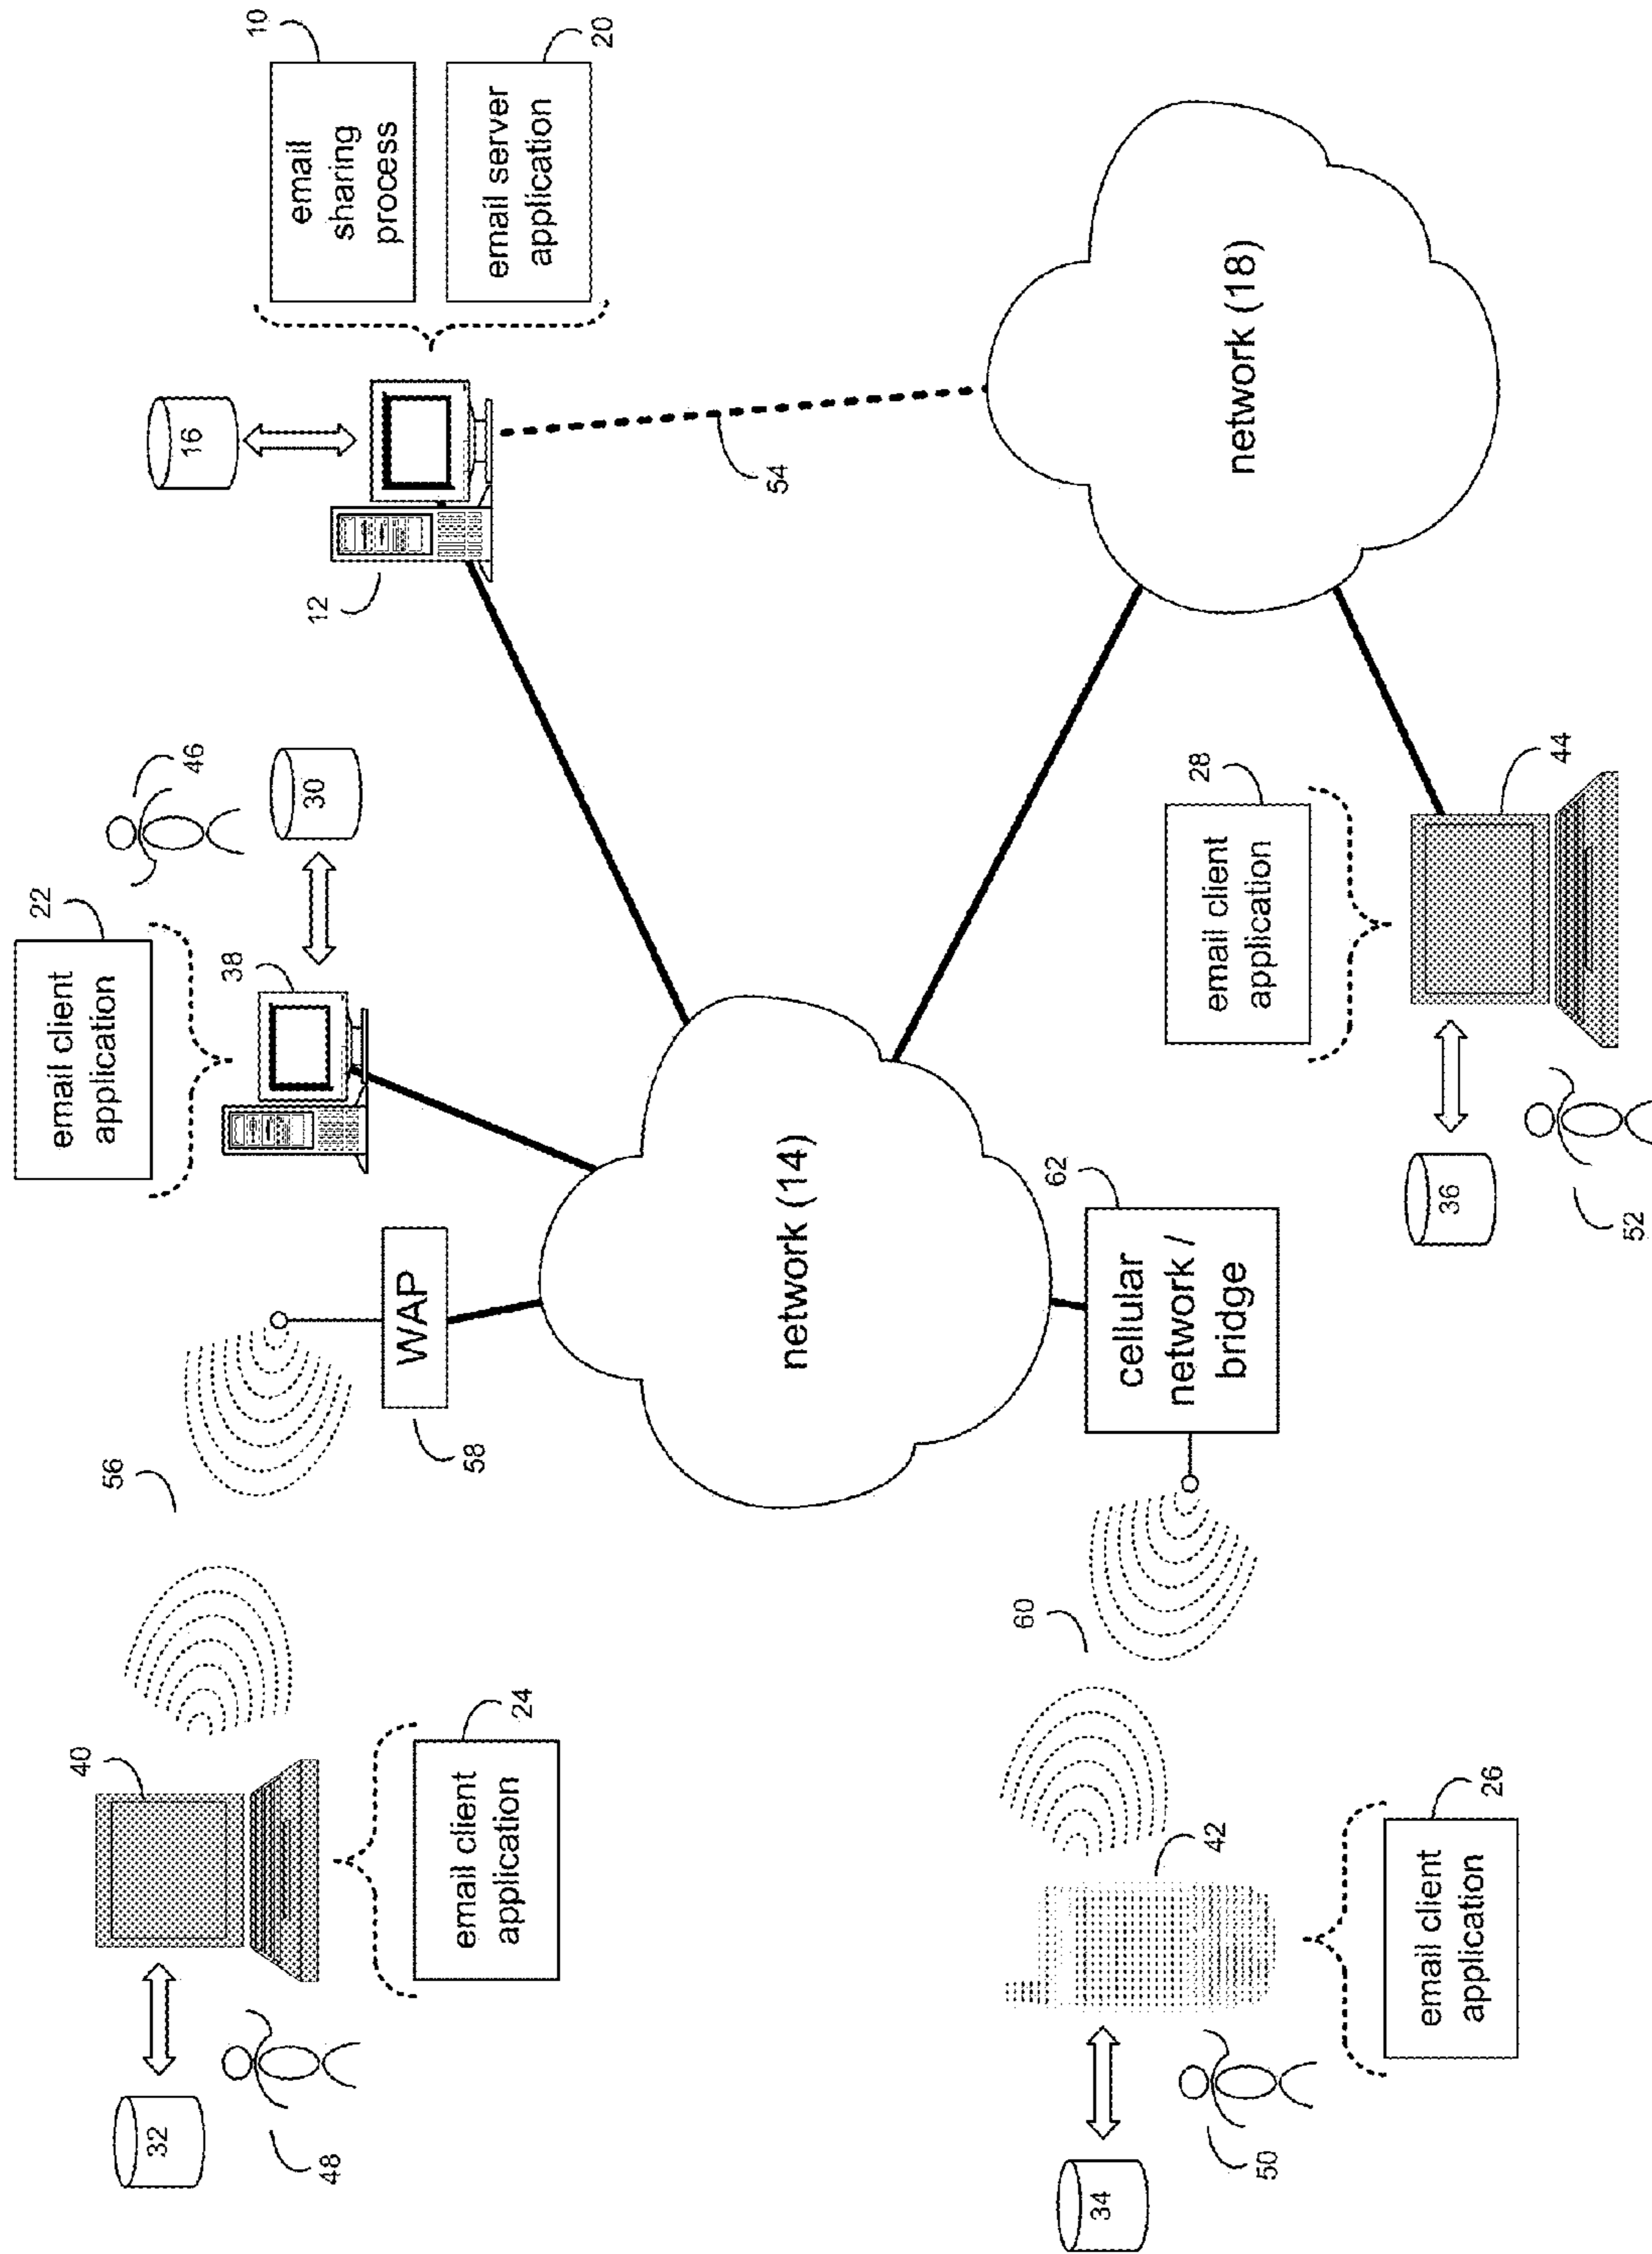 32
48
40
email client
application
24
56
WAP
58
email client
application
22
38
30
46
16
12
email
sharing
process
10
email server
application
20
54
network (14)
network (18)
34
50
42
email client
application
26
60
cellular
network /
bridge
62
36
52
email client
application
28
44